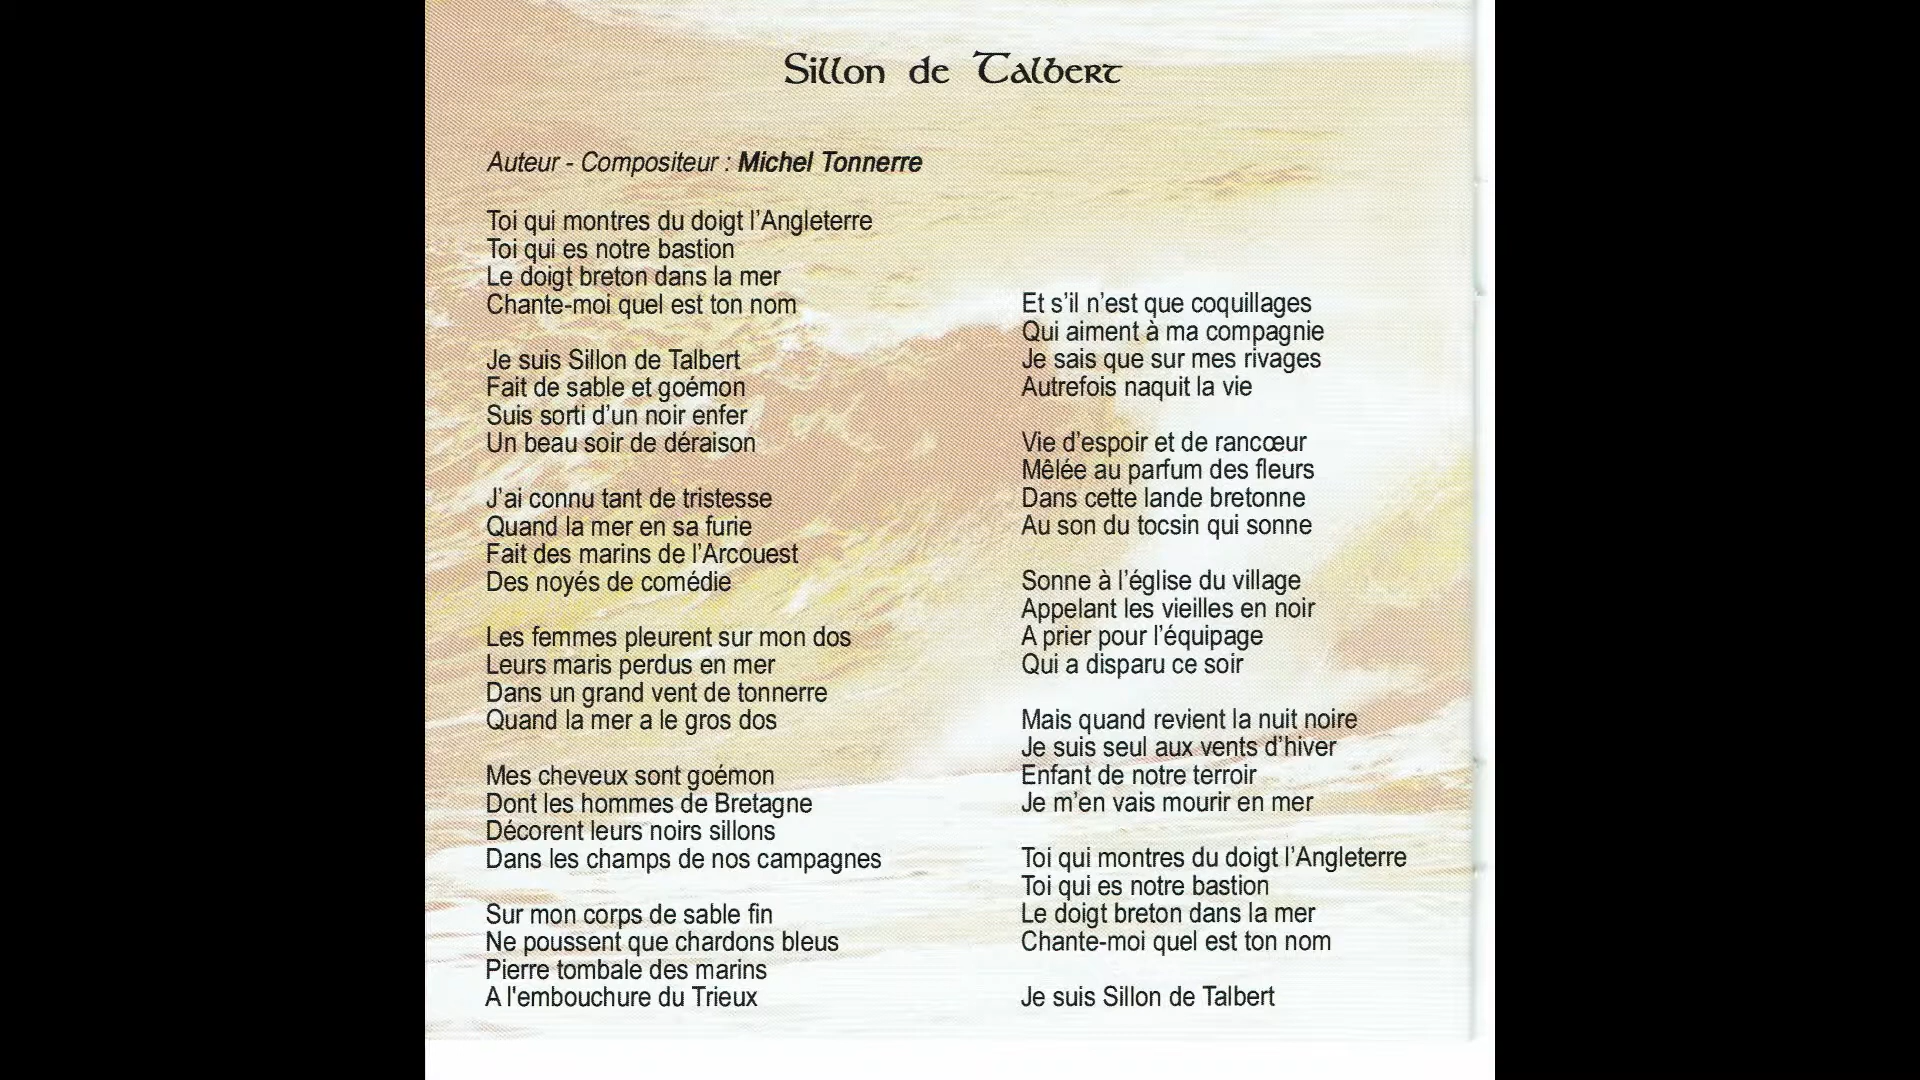 Sillon de Talbert
Auteur - Compositeur : Michel Tonnerre
Toi qui montres du doigt l’Angleterre
Toi qui es notre bastion
Le doigt breton dans la mer
Chante-moi quel est ton nom
Je suis Sillon de Talbert
Fait de sable et goémon
Suis sorti d’un noir enfer
Un beau soir de déraison
J’ai connu tant de tristesse
Quand la mer en sa furie
Fait des marins de l’Arcouest
Des noyés de comédie
Les femmes pleurent sur mon dos
Leurs maris perdus en mer
Dans un grand vent de tonnerre
Quand la mer a le gros dos
Mes cheveux sont goémon
Dont les hommes de Bretagne
Décorent leurs noirs sillons
Dans les champs de nos campagnes
Sur mon corps de sable fin
Ne poussent que chardons bleus
Pierre tombale des marins
A l'embouchure du Trieux
Et s’il n’est que coquillages
Qui aiment à ma compagnie
Je sais que sur mes rivages
Autrefois naquit la vie
Vie d’espoir et de rancœur
Mêlée au parfum des fleurs
Dans cette lande bretonne
Au son du tocsin qui sonne
Sonne à l’église du village
Appelant les vieilles en noir
A prier pour l’équipage
Qui a disparu ce soir
Mais quand revient la nuit noire
Je suis seul aux vents d’hiver
Enfant de notre terroir
Je m’en vais mourir en mer
Toi qui montres du doigt l’Angleterre
Toi qui es notre bastion
Le doigt breton dans la mer
Chante-moi quel est ton nom
Je suis Sillon de Talbert